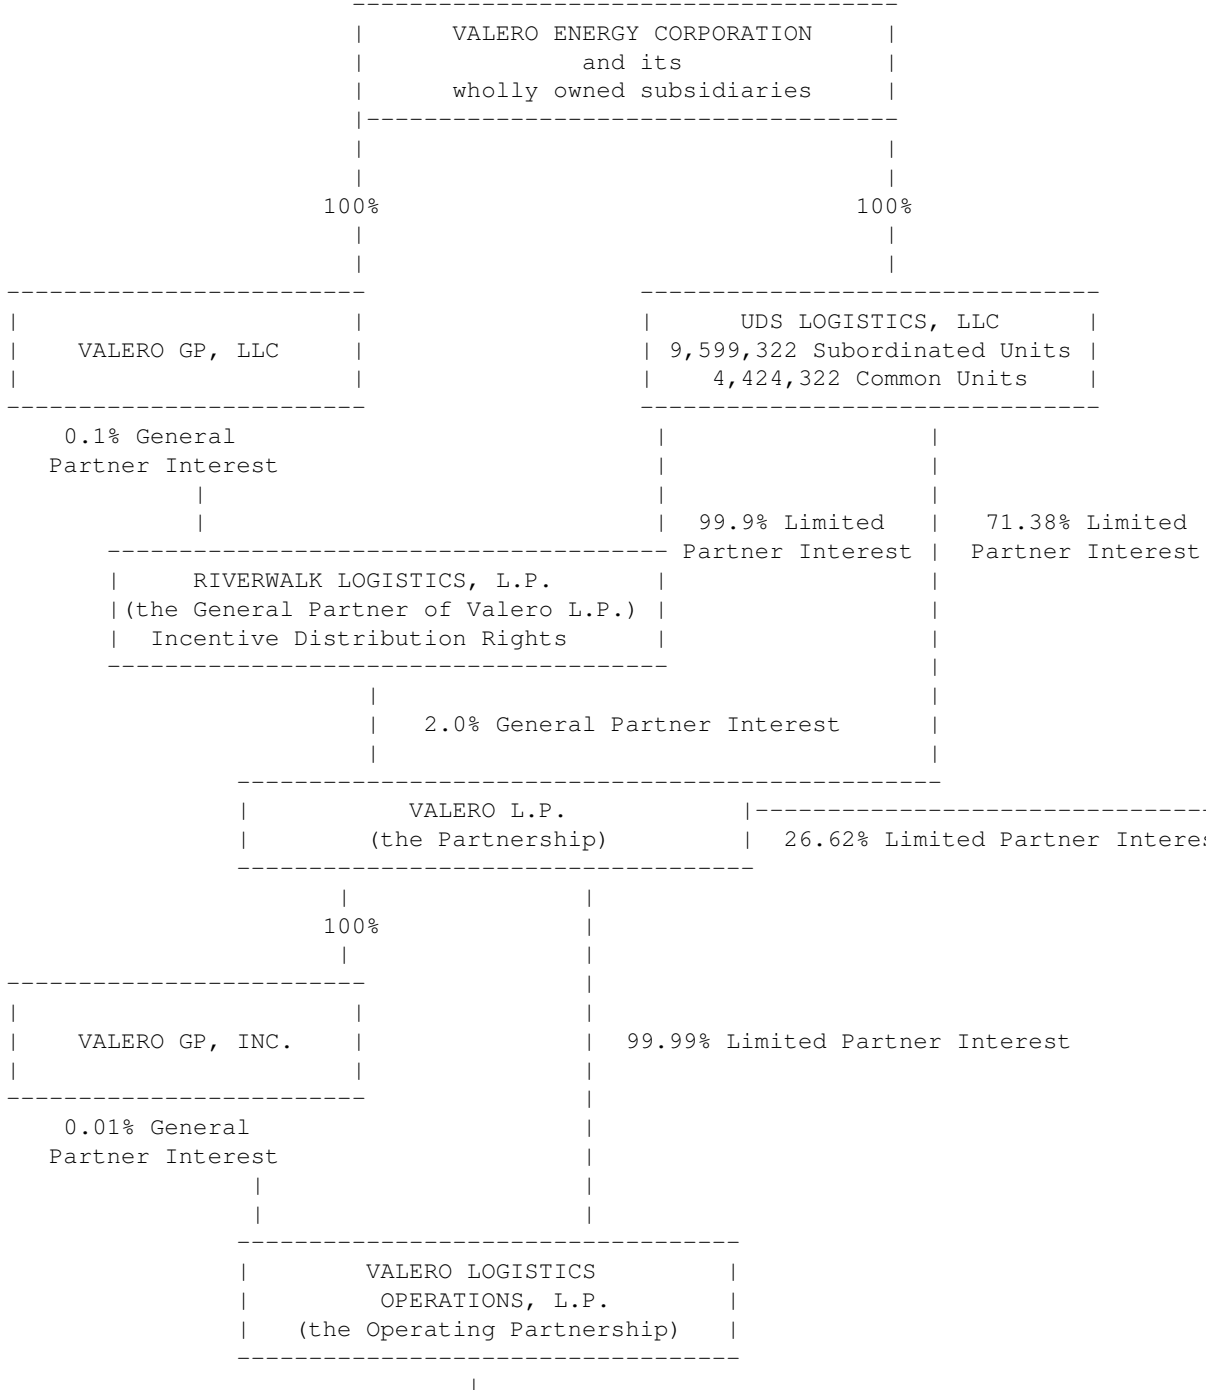 VALERO ENERGY CORPORATION
and its
wholly owned subsidiaries
100% 100%
UDS LOGISTICS, LLC
VALERO GP, LLC 9,599,322 Subordinated Units
4,424,322 Common Units
0.1% General
Partner Interest
99.9% Limited 71.38% Limited
Partner Interest Partner Interest
RIVERWALK LOGISTICS, L.P.
(the General Partner of Valero L.P.)
Incentive Distribution Rights
2.0% General Partner Interest
VALERO L.P.
(the Partnership) 26.62% Limited Partner Interes
100%
VALERO GP, INC. 99.99% Limited Partner Interest
0.01% General
Partner Interest
VALERO LOGISTICS
OPERATIONS, L.P.
(the Operating Partnership)